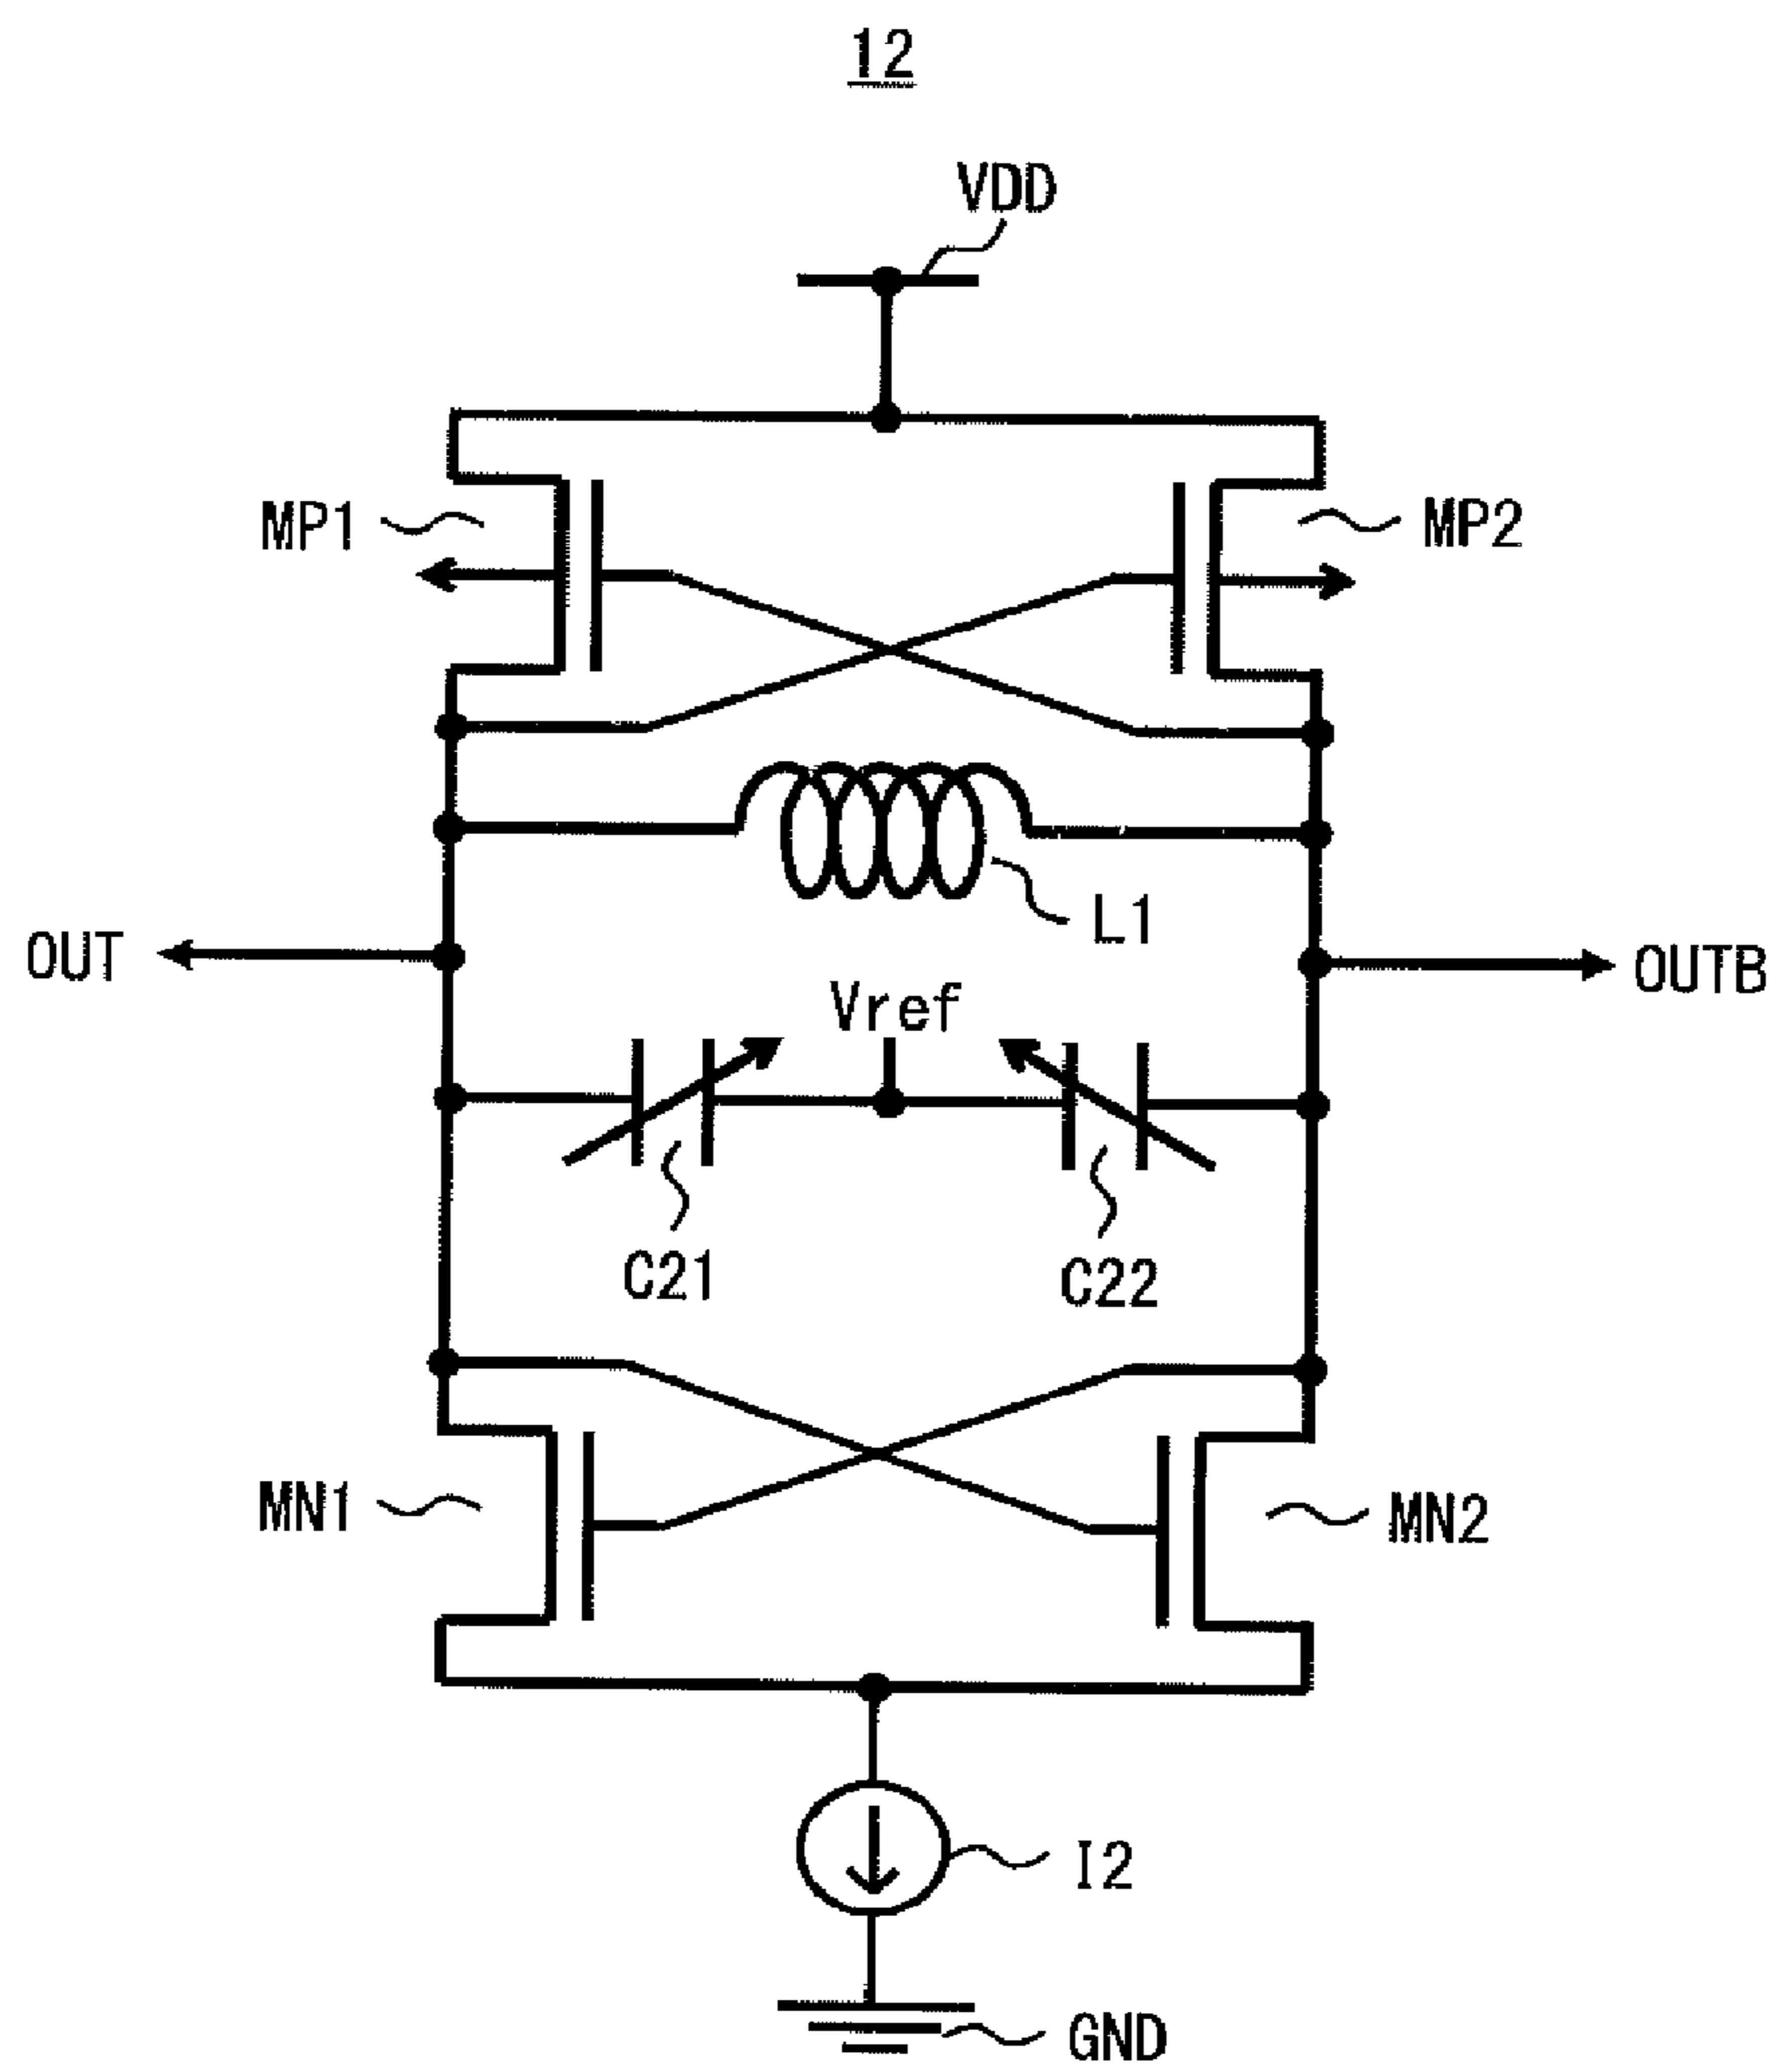 12
VDD
MP1
MP2
L1
OUT
OUTB
Vref
C21
C22
MN1
MN2
I2
GND